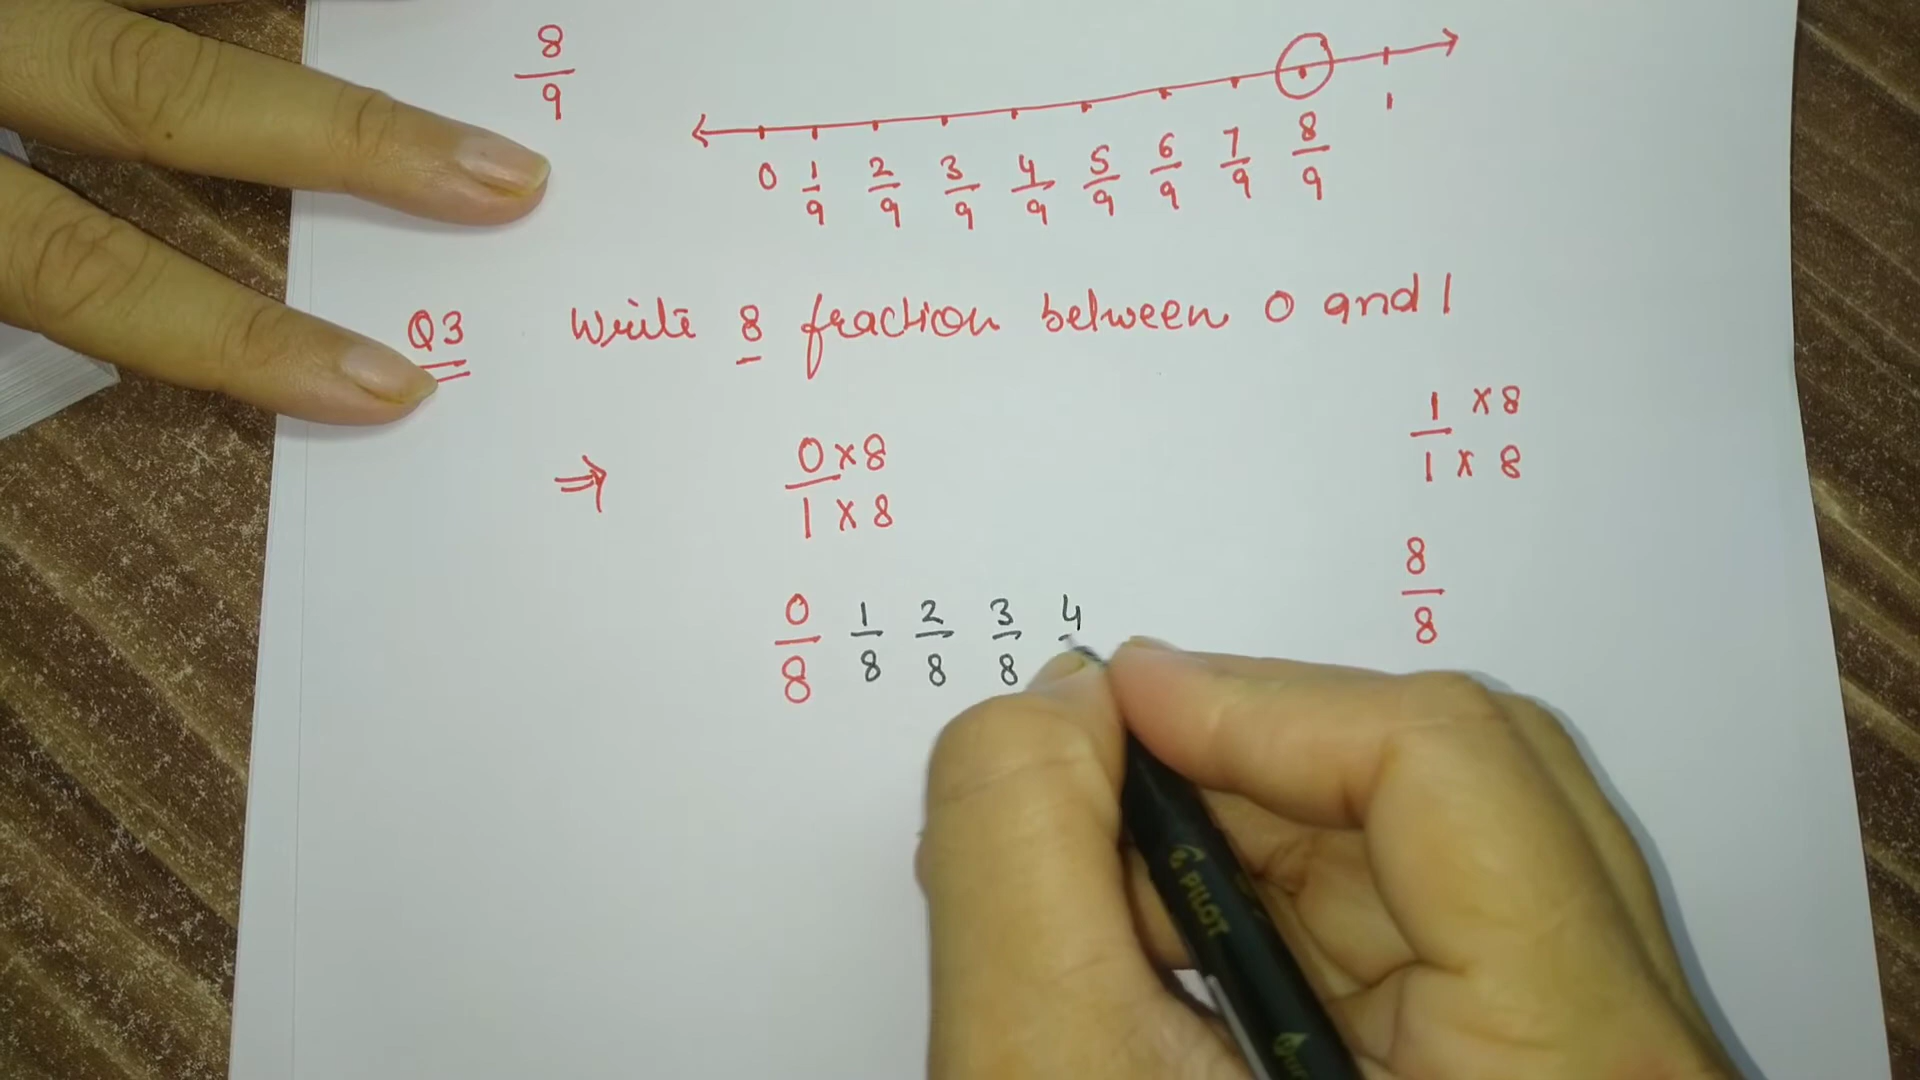 8/9
0 1/9 2/9 3/9 4/9 5/9 6/9 7/9 8/9 1
Q3 Write 8 fraction between 0 and 1
⇒ 0×8/1×8 1×8/1×8
0/8 1/8 2/8 3/8 4 8/8
PILOT